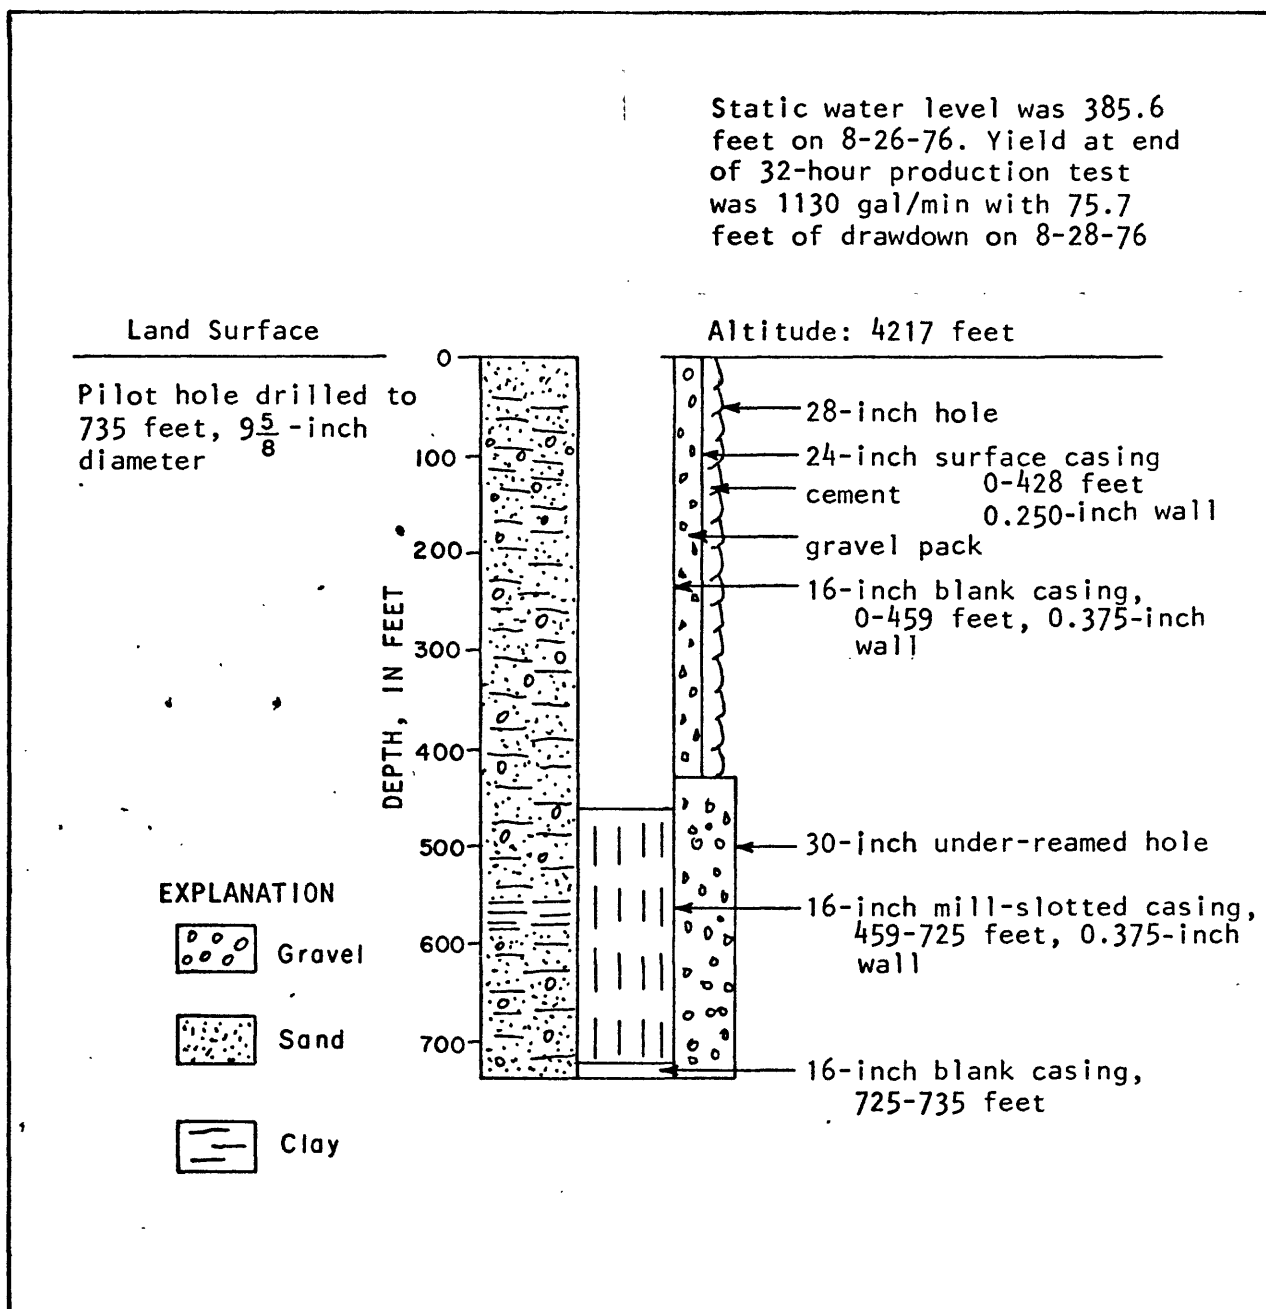 Static water level was 385.6
feet on 8-26-76. Yield at end
of 32-hour production test
was 1130 gal/min with 75.7
feet of drawdown on 8-28-76
Land Surface
Altitude: 4217 feet
Pilot hole drilled to
735 feet, 9 5/8 -inch
diameter
DEPTH, IN FEET
0
100
200
300
400
500
600
700
28-inch hole
24-inch surface casing
0-428 feet
0.250-inch wall
cement
gravel pack
16-inch blank casing,
0-459 feet, 0.375-inch
wall
30-inch under-reamed hole
16-inch mill-slotted casing,
459-725 feet, 0.375-inch
wall
16-inch blank casing,
725-735 feet
EXPLANATION
Gravel
Sand
Clay